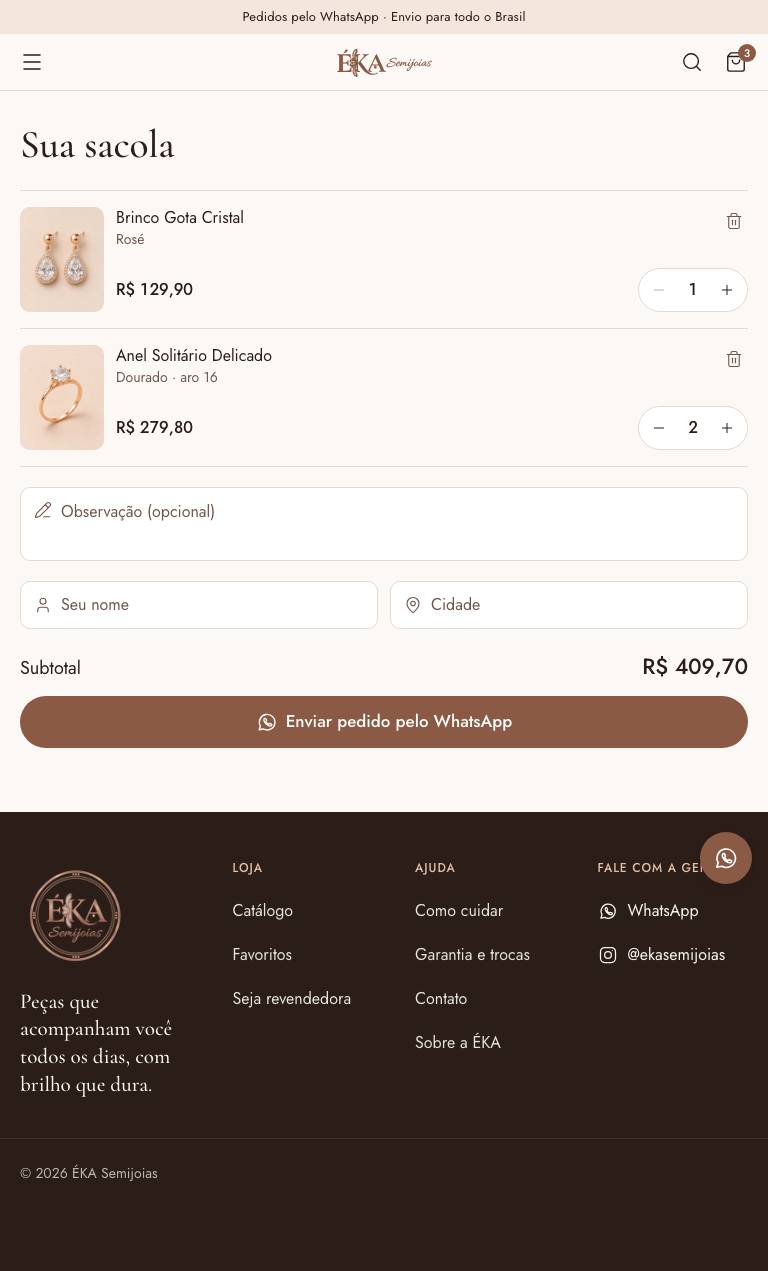 Pedidos pelo WhatsApp · Envio para todo o Brasil
ÉKA Semijoias
3
Sua sacola
Brinco Gota Cristal
Rosé
R$ 129,90
1
Anel Solitário Delicado
Dourado · aro 16
R$ 279,80
2
Observação (opcional)
Seu nome
Cidade
Subtotal
R$ 409,70
Enviar pedido pelo WhatsApp
ÉKA
Semijoias
Peças que
acompanham você
todos os dias, com
brilho que dura.
LOJA
Catálogo
Favoritos
Seja revendedora
AJUDA
Como cuidar
Garantia e trocas
Contato
Sobre a ÉKA
FALE COM A
WhatsApp
@ekasemijoias
© 2026 ÉKA Semijoias